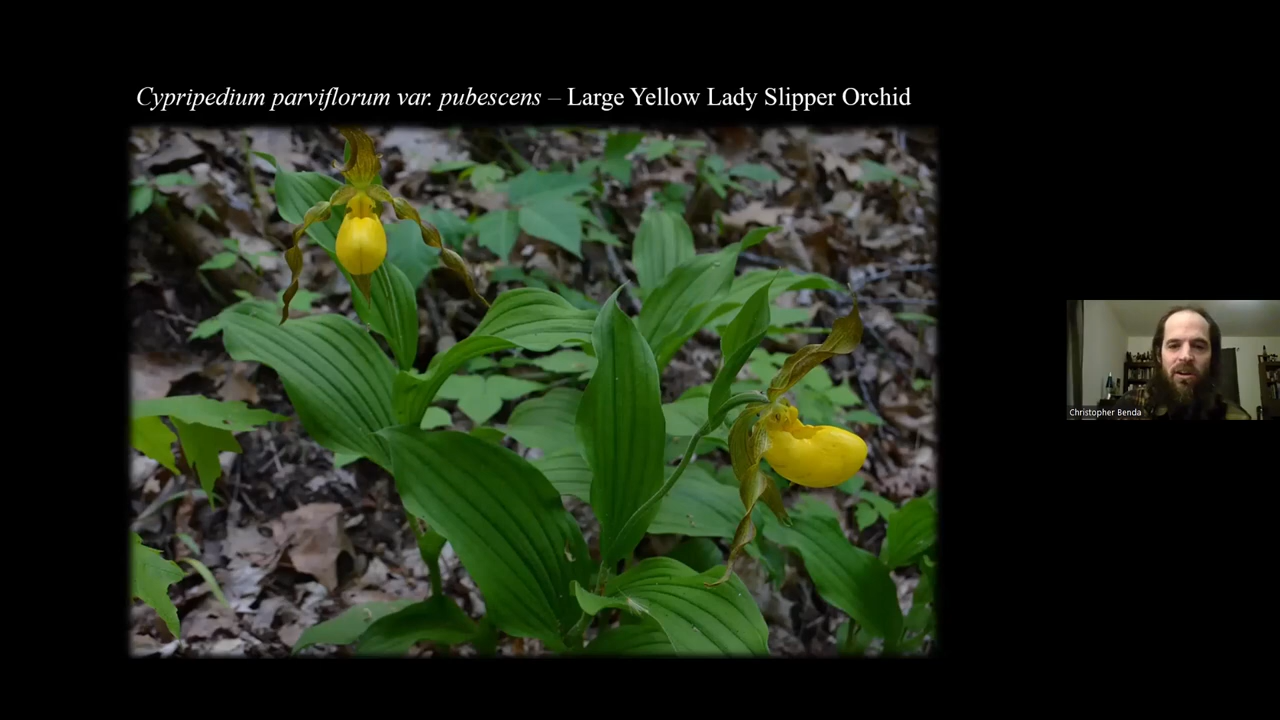 Cypripedium parviflorum var. pubescens – Large Yellow Lady Slipper Orchid
Christopher Benda